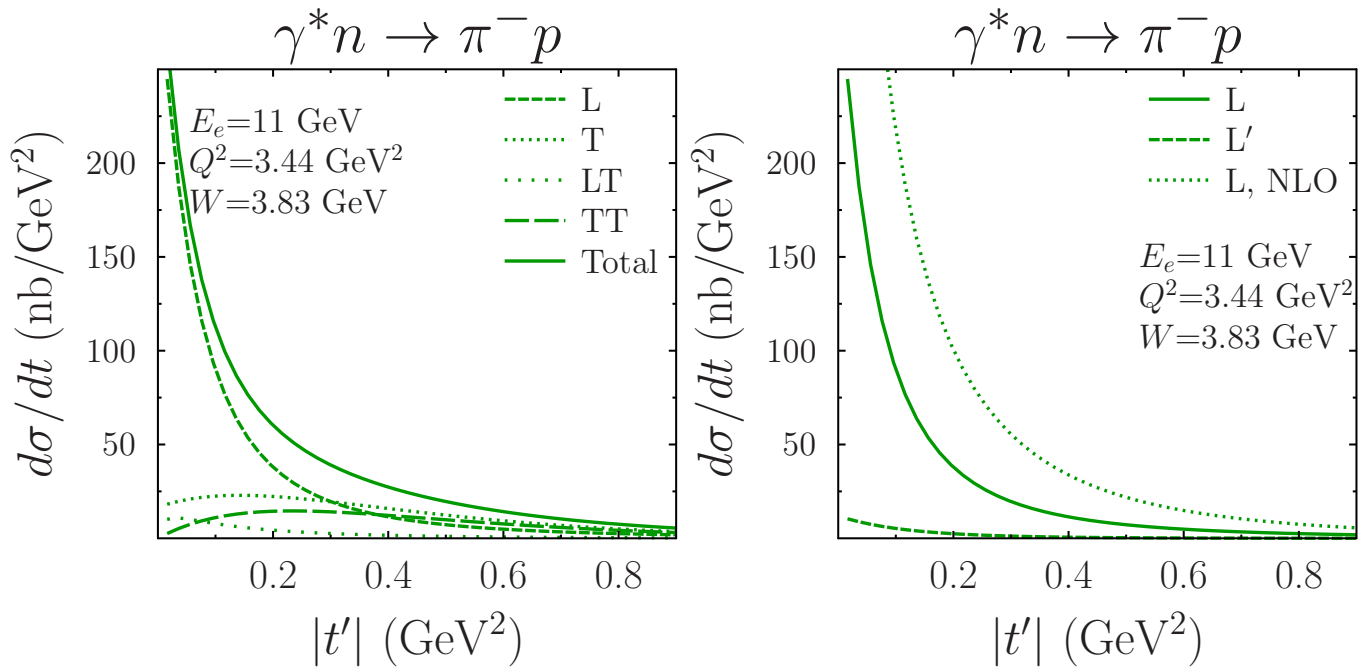 γ*n → π⁻p
dσ/dt (nb/GeV²)
200
150
100
50
E_e=11 GeV
Q²=3.44 GeV²
W=3.83 GeV
L
T
LT
TT
Total
0.2 0.4 0.6 0.8
|t′| (GeV²)
γ*n → π⁻p
dσ/dt (nb/GeV²)
200
150
100
50
L
L′
L, NLO
E_e=11 GeV
Q²=3.44 GeV²
W=3.83 GeV
0.2 0.4 0.6 0.8
|t′| (GeV²)